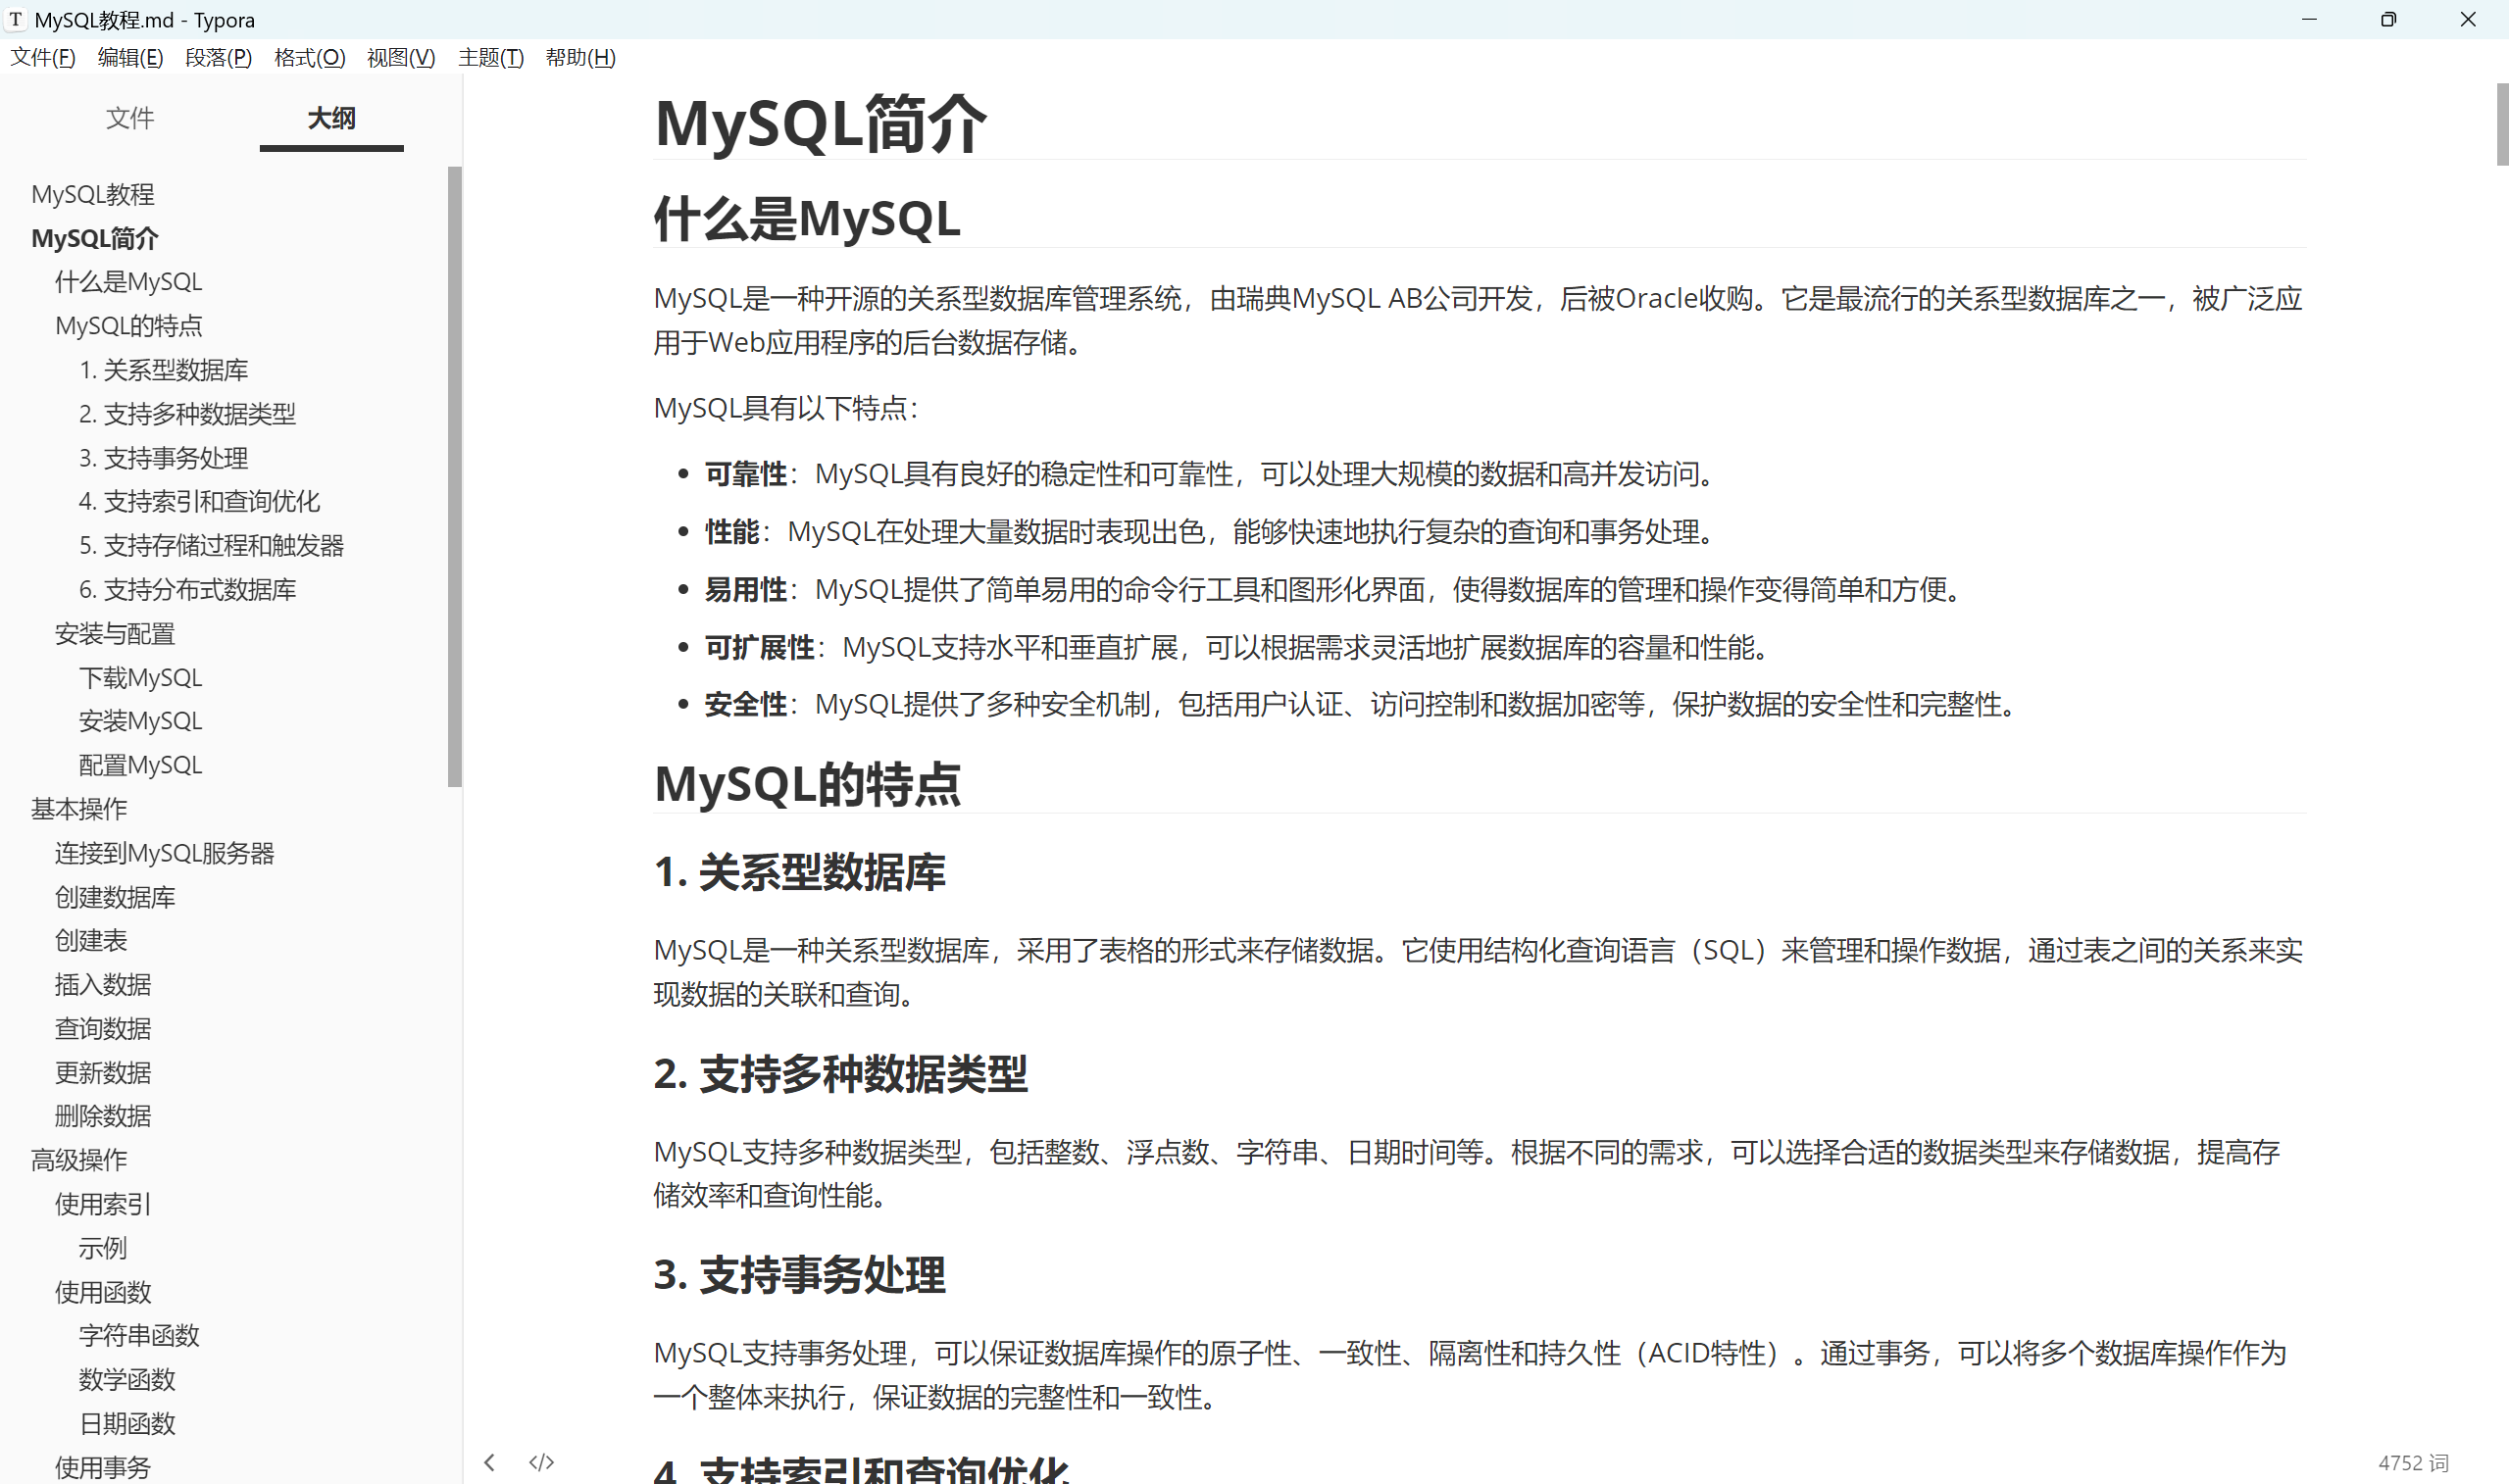 MySQL教程.md - Typora
文件(F) 编辑(E) 段落(P) 格式(O) 视图(V) 主题(T) 帮助(H)
文件 大纲
MySQL教程
MySQL简介
什么是MySQL
MySQL的特点
1. 关系型数据库
2. 支持多种数据类型
3. 支持事务处理
4. 支持索引和查询优化
5. 支持存储过程和触发器
6. 支持分布式数据库
安装与配置
下载MySQL
安装MySQL
配置MySQL
基本操作
连接到MySQL服务器
创建数据库
创建表
插入数据
查询数据
更新数据
删除数据
高级操作
使用索引
示例
使用函数
字符串函数
数学函数
日期函数
使用事务
MySQL简介
什么是MySQL
MySQL是一种开源的关系型数据库管理系统，由瑞典MySQL AB公司开发，后被Oracle收购。它是最流行的关系型数据库之一，被广泛应
用于Web应用程序的后台数据存储。
MySQL具有以下特点：
• 可靠性：MySQL具有良好的稳定性和可靠性，可以处理大规模的数据和高并发访问。
• 性能：MySQL在处理大量数据时表现出色，能够快速地执行复杂的查询和事务处理。
• 易用性：MySQL提供了简单易用的命令行工具和图形化界面，使得数据库的管理和操作变得简单和方便。
• 可扩展性：MySQL支持水平和垂直扩展，可以根据需求灵活地扩展数据库的容量和性能。
• 安全性：MySQL提供了多种安全机制，包括用户认证、访问控制和数据加密等，保护数据的安全性和完整性。
MySQL的特点
1. 关系型数据库
MySQL是一种关系型数据库，采用了表格的形式来存储数据。它使用结构化查询语言（SQL）来管理和操作数据，通过表之间的关系来实
现数据的关联和查询。
2. 支持多种数据类型
MySQL支持多种数据类型，包括整数、浮点数、字符串、日期时间等。根据不同的需求，可以选择合适的数据类型来存储数据，提高存
储效率和查询性能。
3. 支持事务处理
MySQL支持事务处理，可以保证数据库操作的原子性、一致性、隔离性和持久性（ACID特性）。通过事务，可以将多个数据库操作作为
一个整体来执行，保证数据的完整性和一致性。
4. 支持索引和查询优化
4752 词